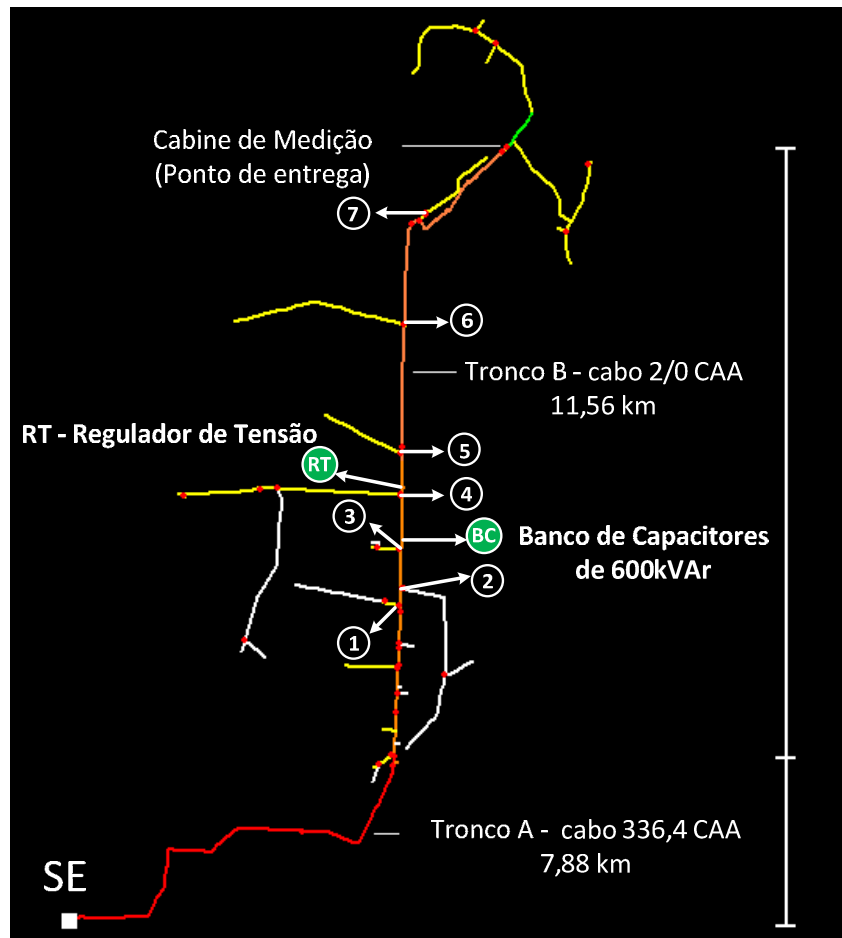 Cabine de Medição
(Ponto de entrega)
7
6
Tronco B - cabo 2/0 CAA
11,56 km
RT - Regulador de Tensão
5
RT
4
3
BC
Banco de Capacitores
de 600kVAr
2
1
Tronco A - cabo 336,4 CAA
7,88 km
SE